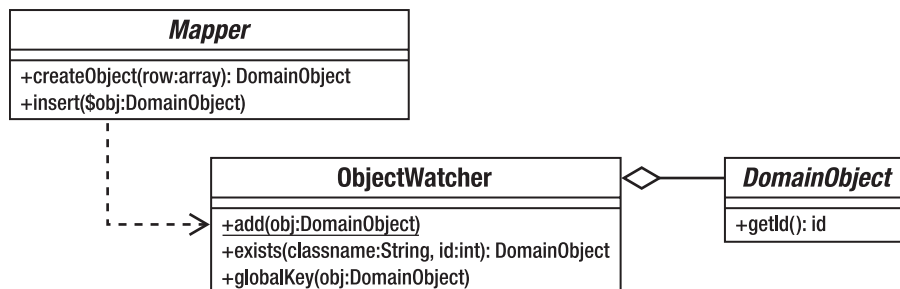 Mapper
+createObject(row:array): DomainObject
+insert($obj:DomainObject)
ObjectWatcher
+add(obj:DomainObject)
+exists(classname:String, id:int): DomainObject
+globalKey(obj:DomainObject)
DomainObject
+getId(): id